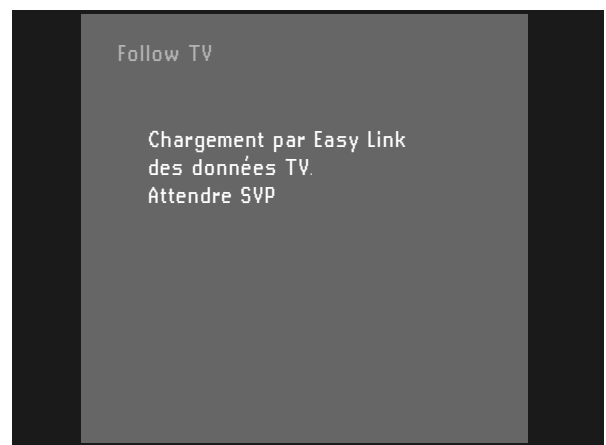 Follow TV
Chargement par Easy Link
des données TV.
Attendre SVP